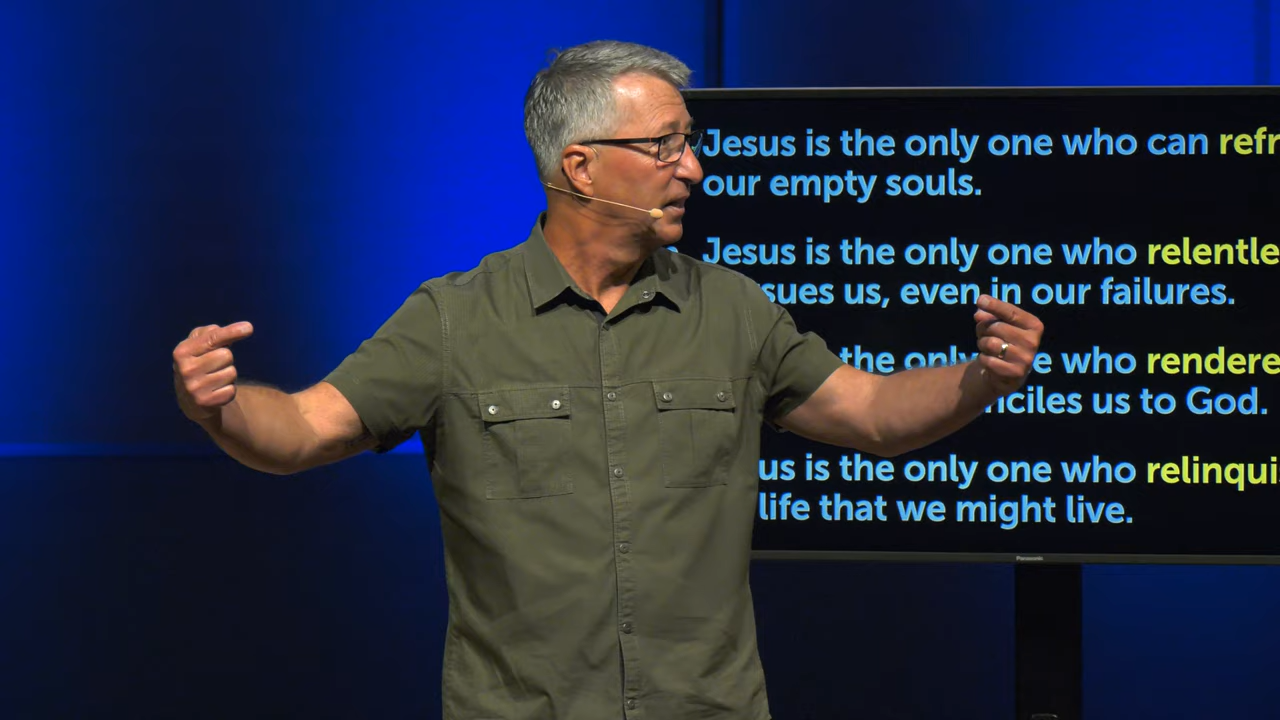 Jesus is the only one who can refr
our empty souls.
Jesus is the only one who relentle
sues us, even in our failures.
the only one who rendere
nciles us to God.
us is the only one who relinqui
life that we might live.
Panasonic